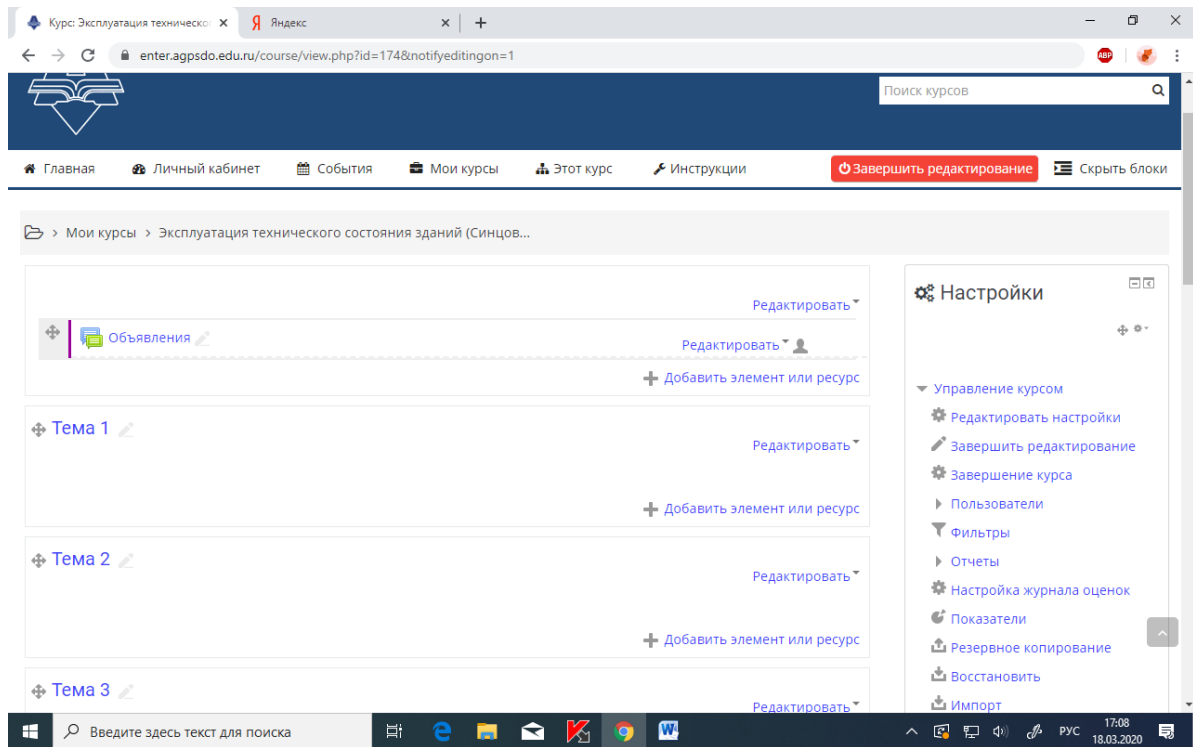 Курс: Эксплуатация техническо
Яндекс
enter.agpsdo.edu.ru/course/view.php?id=174&notifyeditingon=1
ABP
Поиск курсов
Главная Личный кабинет События Мои курсы Этот курс Инструкции Завершить редактирование Скрыть блоки
> Мои курсы > Эксплуатация технического состояния зданий (Синцов...
Редактировать
Объявления
Редактировать
Добавить элемент или ресурс
Тема 1
Редактировать
Добавить элемент или ресурс
Тема 2
Редактировать
Добавить элемент или ресурс
Тема 3
Редактировать
Настройки
Управление курсом
Редактировать настройки
Завершить редактирование
Завершение курса
Пользователи
Фильтры
Отчеты
Настройка журнала оценок
Показатели
Резервное копирование
Восстановить
Импорт
Введите здесь текст для поиска
РУС
17:08
18.03.2020